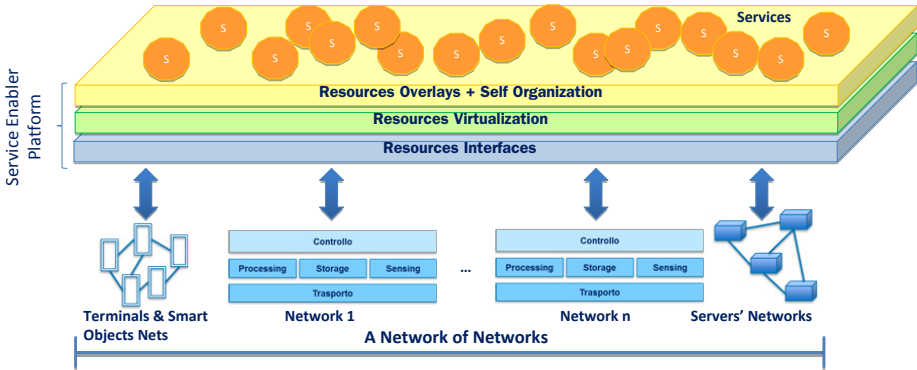 Services
S S S S S S S S S S S S S S S S S
Service Enabler
Platform
Resources Overlays + Self Organization
Resources Virtualization
Resources Interfaces
Controllo
Processing Storage Sensing
Trasporto
...
Controllo
Processing Storage Sensing
Trasporto
Terminals & Smart
Objects Nets
Network 1
Network n
Servers' Networks
A Network of Networks